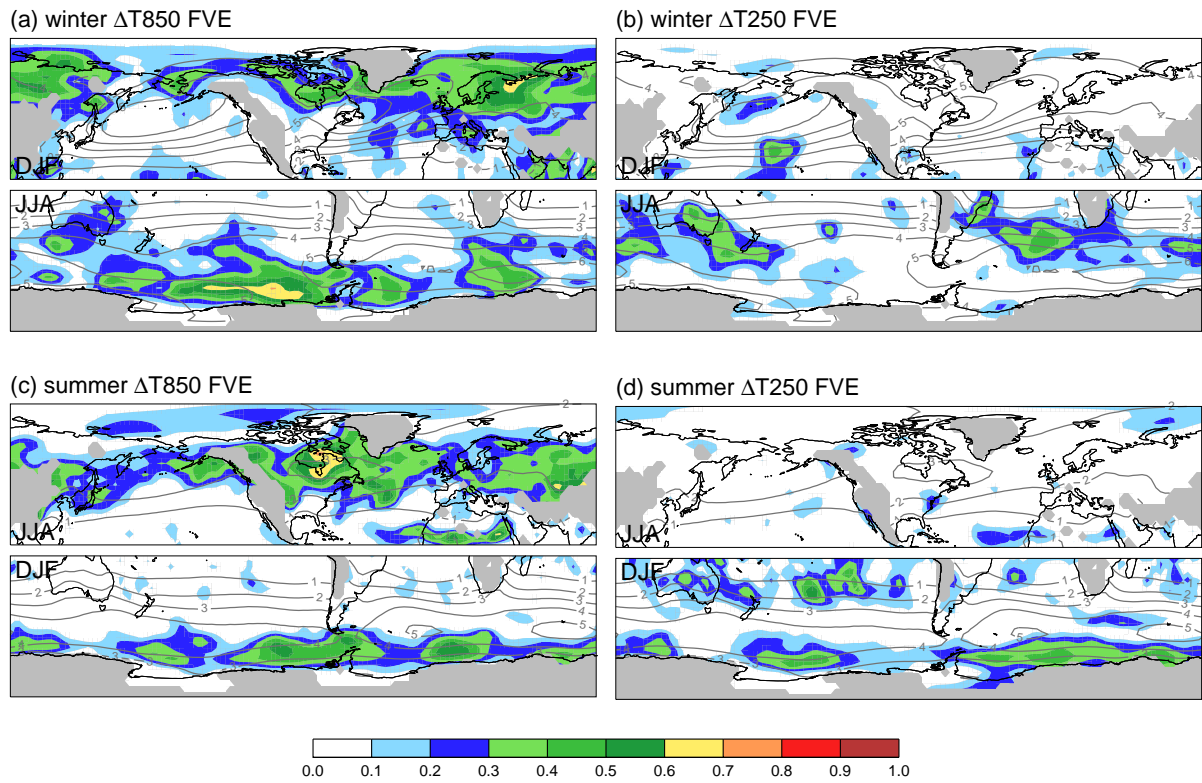 (a) winter ΔT850 FVE
(b) winter ΔT250 FVE
DJF
DJF
JJA
JJA
(c) summer ΔT850 FVE
(d) summer ΔT250 FVE
JJA
JJA
DJF
DJF
0.0 0.1 0.2 0.3 0.4 0.5 0.6 0.7 0.8 0.9 1.0